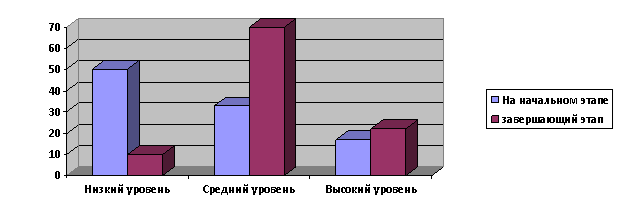 70
60
50
40
30
20
10
0
Низкий уровень
Средний уровень
Высокий уровень
На начальном этапе
завершающий этап